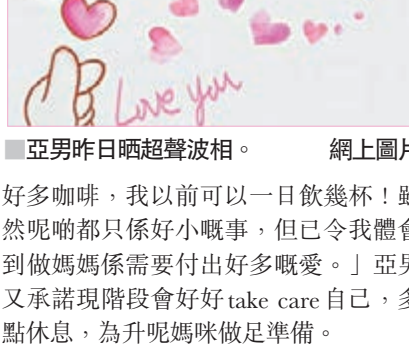 Love you
■亞男昨日晒超聲波相。 網上圖片
好多咖啡，我以前可以一日飲幾杯！雖
然呢啲都只係好小嘅事，但已令我體會
到做媽媽係需要付出好多嘅愛。」亞男
又承諾現階段會好好take care自己，多
點休息，為升呢媽咪做足準備。